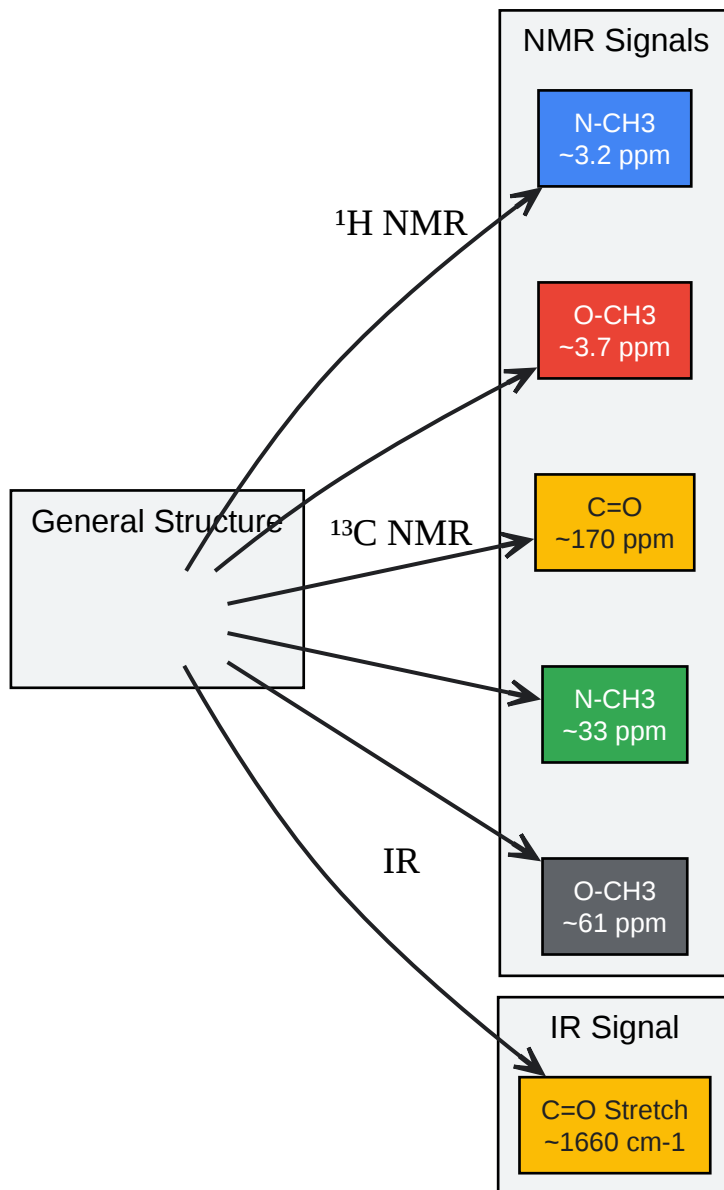 NMR Signals
N-CH3
~3.2 ppm
¹H NMR
O-CH3
~3.7 ppm
General Structure
¹³C NMR
C=O
~170 ppm
N-CH3
~33 ppm
IR
O-CH3
~61 ppm
IR Signal
C=O Stretch
~1660 cm-1